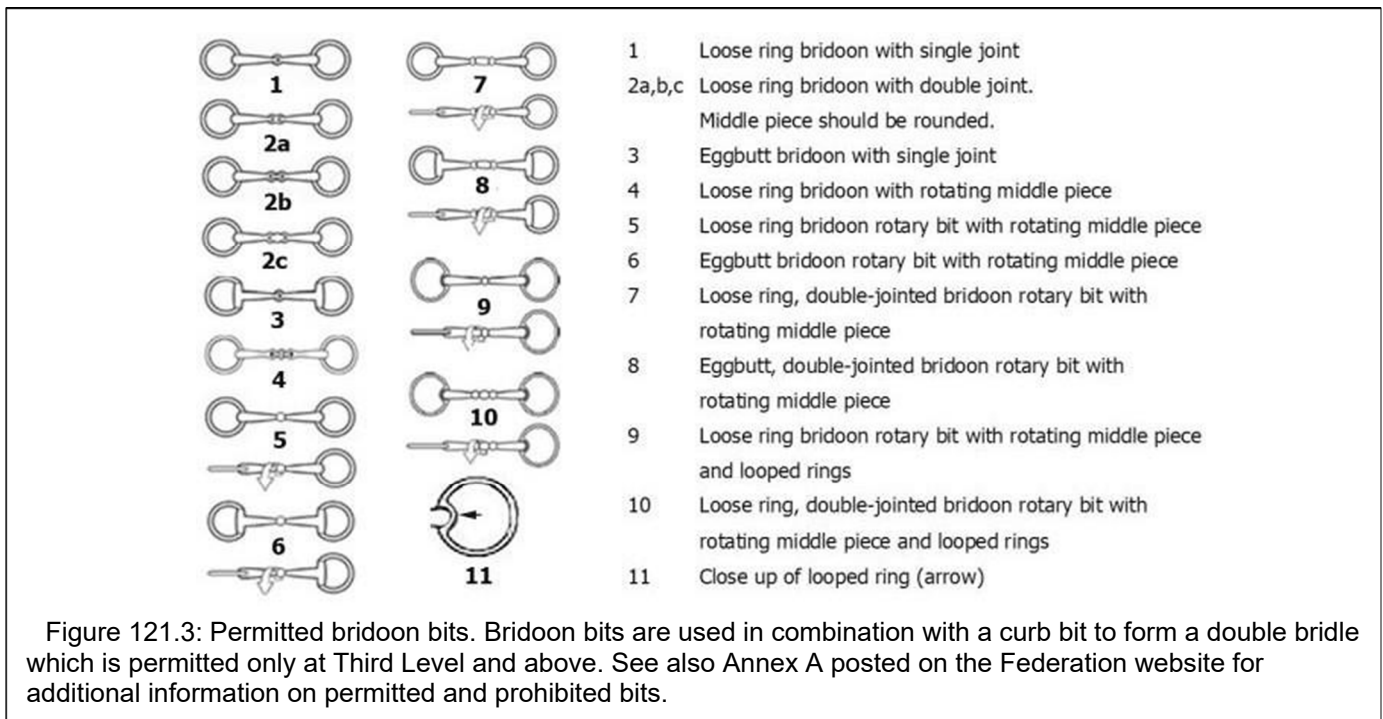 1
2a
2b
2c
3
4
5
6
7
8
9
10
11
1 Loose ring bridoon with single joint
2a,b,c Loose ring bridoon with double joint.
Middle piece should be rounded.
3 Eggbutt bridoon with single joint
4 Loose ring bridoon with rotating middle piece
5 Loose ring bridoon rotary bit with rotating middle piece
6 Eggbutt bridoon rotary bit with rotating middle piece
7 Loose ring, double-jointed bridoon rotary bit with
rotating middle piece
8 Eggbutt, double-jointed bridoon rotary bit with
rotating middle piece
9 Loose ring bridoon rotary bit with rotating middle piece
and looped rings
10 Loose ring, double-jointed bridoon rotary bit with
rotating middle piece and looped rings
11 Close up of looped ring (arrow)
Figure 121.3: Permitted bridoon bits. Bridoon bits are used in combination with a curb bit to form a double bridle
which is permitted only at Third Level and above. See also Annex A posted on the Federation website for
additional information on permitted and prohibited bits.